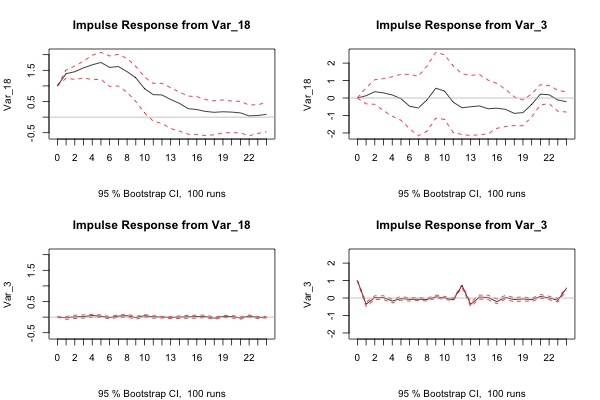 Impulse Response from Var_18
Var_18
-0.5 0.5 1.5
0 2 4 6 8 10 13 16 19 22
95 % Bootstrap CI, 100 runs
Impulse Response from Var_3
Var_18
-2 -1 0 1 2
0 2 4 6 8 10 13 16 19 22
95 % Bootstrap CI, 100 runs
Impulse Response from Var_18
Var_3
-0.5 0.5 1.5
0 2 4 6 8 10 13 16 19 22
95 % Bootstrap CI, 100 runs
Impulse Response from Var_3
Var_3
-2 -1 0 1 2
0 2 4 6 8 10 13 16 19 22
95 % Bootstrap CI, 100 runs